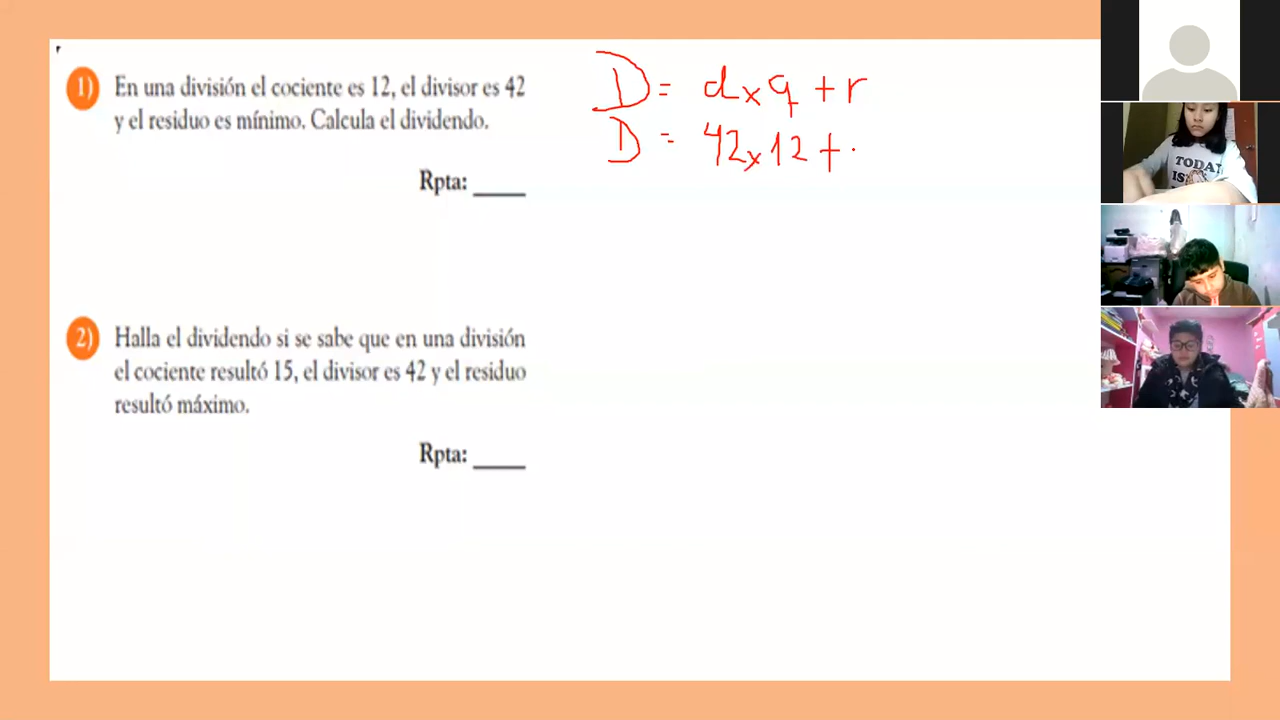 1) En una división el cociente es 12, el divisor es 42
y el residuo es mínimo. Calcula el dividendo.
Rpta: ____
D = d x q + r
D = 42 x 12 +
2) Halla el dividendo si se sabe que en una división
el cociente resultó 15, el divisor es 42 y el residuo
resultó máximo.
Rpta: ____
TODAY
IS